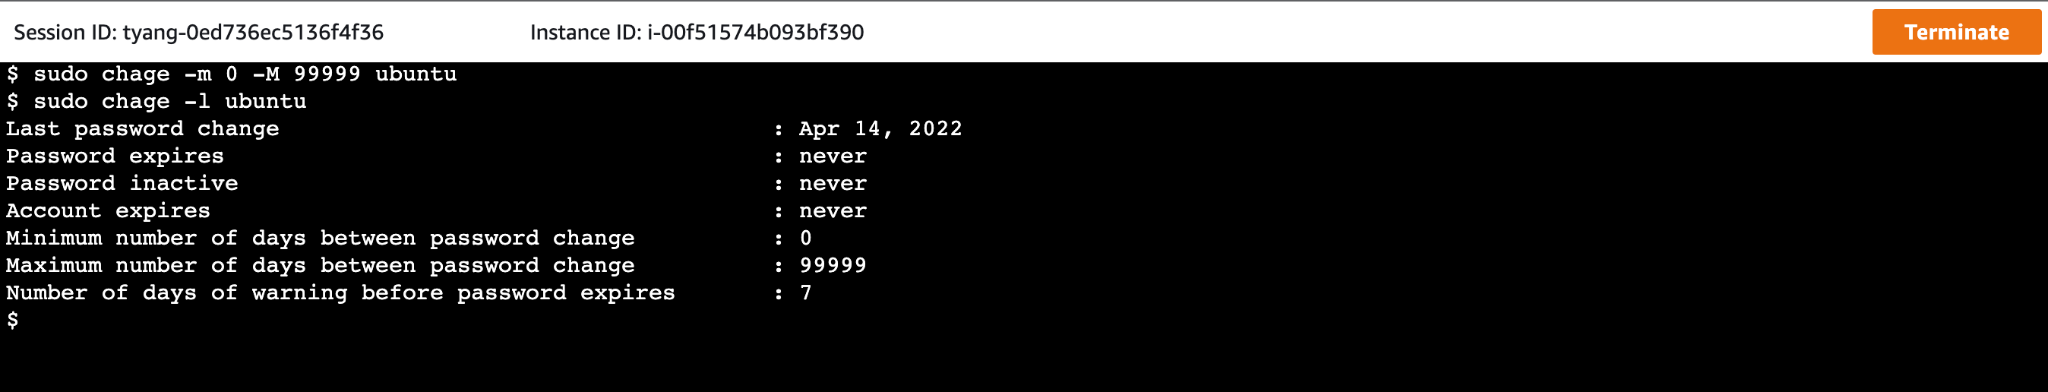 Session ID: tyang-0ed736ec5136f4f36 Instance ID: i-00f51574b093bf390 Terminate
$ sudo chage -m 0 -M 99999 ubuntu
$ sudo chage -l ubuntu
Last password change : Apr 14, 2022
Password expires : never
Password inactive : never
Account expires : never
Minimum number of days between password change : 0
Maximum number of days between password change : 99999
Number of days of warning before password expires : 7
$